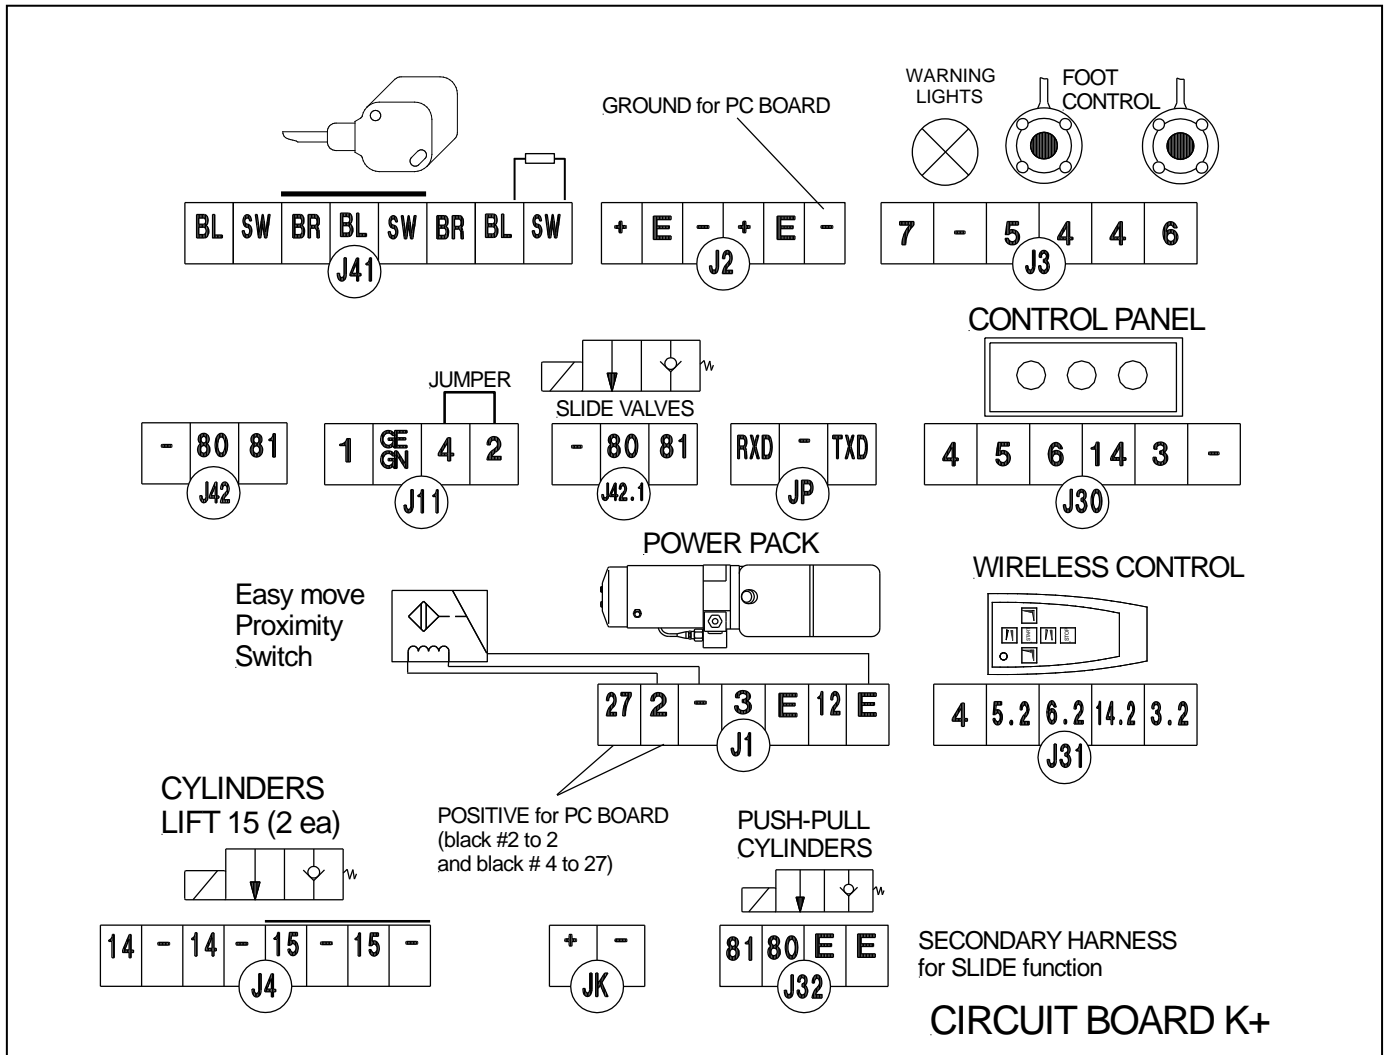 WARNING
LIGHTS
FOOT
CONTROL
GROUND for PC BOARD
BL SW BR BL SW BR BL SW
J41
+ E - + E -
J2
7 - 5 4 4 6
J3
CONTROL PANEL
JUMPER
SLIDE VALVES
- 80 81
J42
1 GE GN 4 2
J11
- 80 81
J42.1
RXD - TXD
JP
4 5 6 14 3 -
J30
POWER PACK
WIRELESS CONTROL
Easy move
Proximity
Switch
START
STOP
27 2 - 3 E 12 E
J1
4 5.2 6.2 14.2 3.2
J31
CYLINDERS
LIFT 15 (2 ea)
POSITIVE for PC BOARD
(black #2 to 2
and black # 4 to 27)
PUSH-PULL
CYLINDERS
14 - 14 - 15 - 15 -
J4
+ -
JK
81 80 E E
J32
SECONDARY HARNESS
for SLIDE function
CIRCUIT BOARD K+